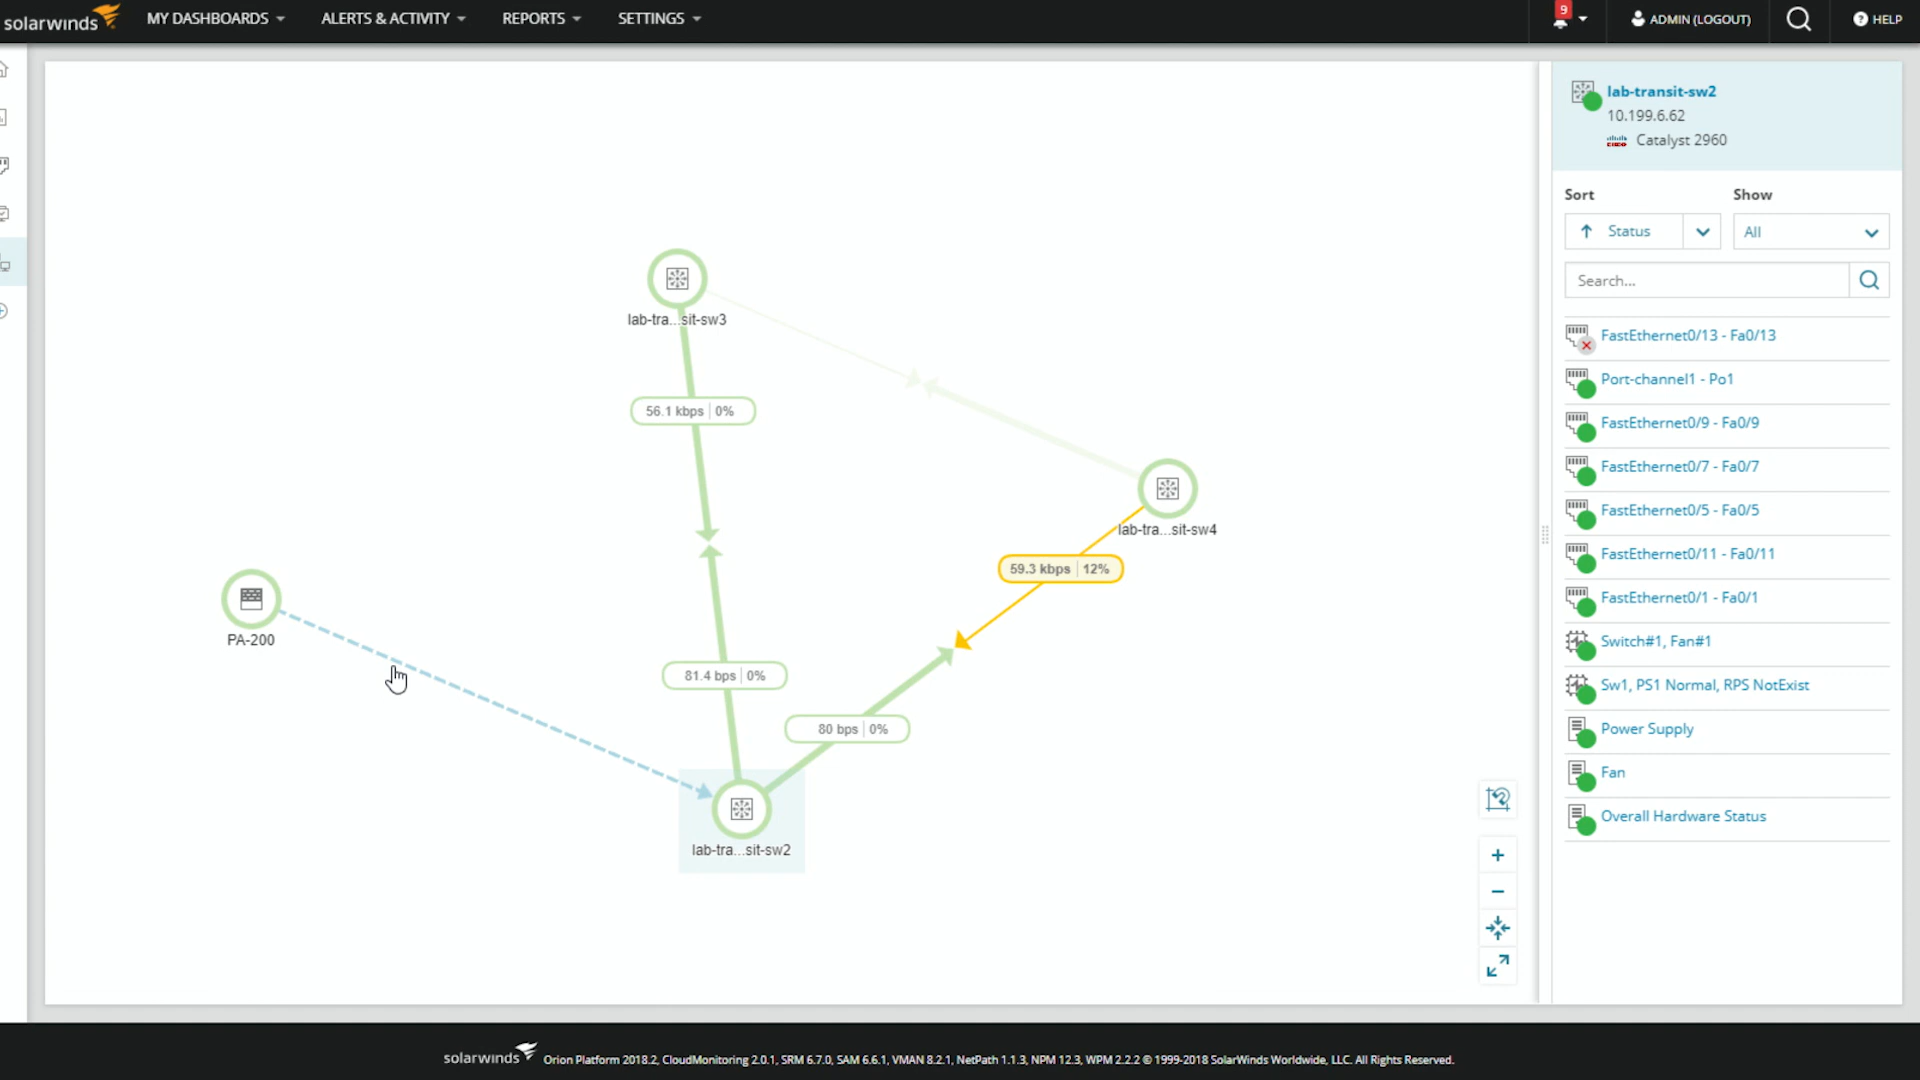 solarwinds
MY DASHBOARDS
ALERTS & ACTIVITY
REPORTS
SETTINGS
9
ADMIN (LOGOUT)
? HELP
lab-transit-sw2
10.199.6.62
CISCO Catalyst 2960
Sort
Show
Status
All
Search...
FastEthernet0/13 - Fa0/13
Port-channel1 - Po1
FastEthernet0/9 - Fa0/9
FastEthernet0/7 - Fa0/7
FastEthernet0/5 - Fa0/5
FastEthernet0/11 - Fa0/11
FastEthernet0/1 - Fa0/1
Switch#1, Fan#1
Sw1, PS1 Normal, RPS NotExist
Power Supply
Fan
Overall Hardware Status
lab-tra...sit-sw3
56.1 kbps | 0%
lab-tra...sit-sw4
59.3 kbps | 12%
PA-200
81.4 bps | 0%
80 bps | 0%
lab-tra...sit-sw2
solarwinds Orion Platform 2018.2, CloudMonitoring 2.0.1, SRM 6.7.0, SAM 6.6.1, VMAN 8.2.1, NetPath 1.1.3, NPM 12.3, WPM 2.2.2 © 1999-2018 SolarWinds Worldwide, LLC. All Rights Reserved.